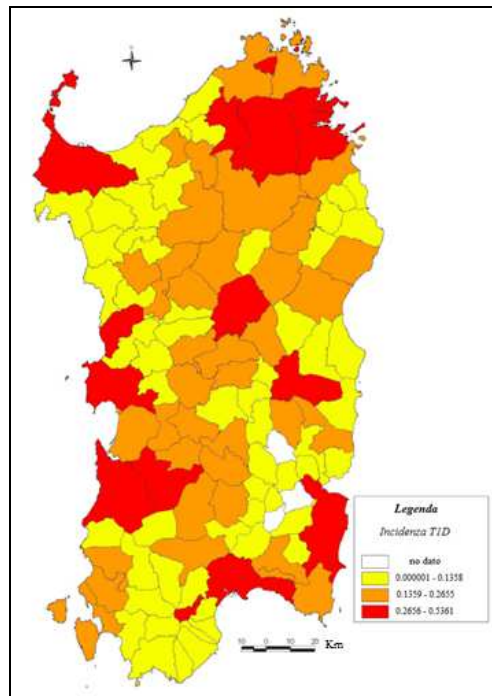 Legenda
Incidenza T1D
no dato
0.000001 - 0.1358
0.1359 - 0.2655
0.2656 - 0.5361
10 0 10 20 Km